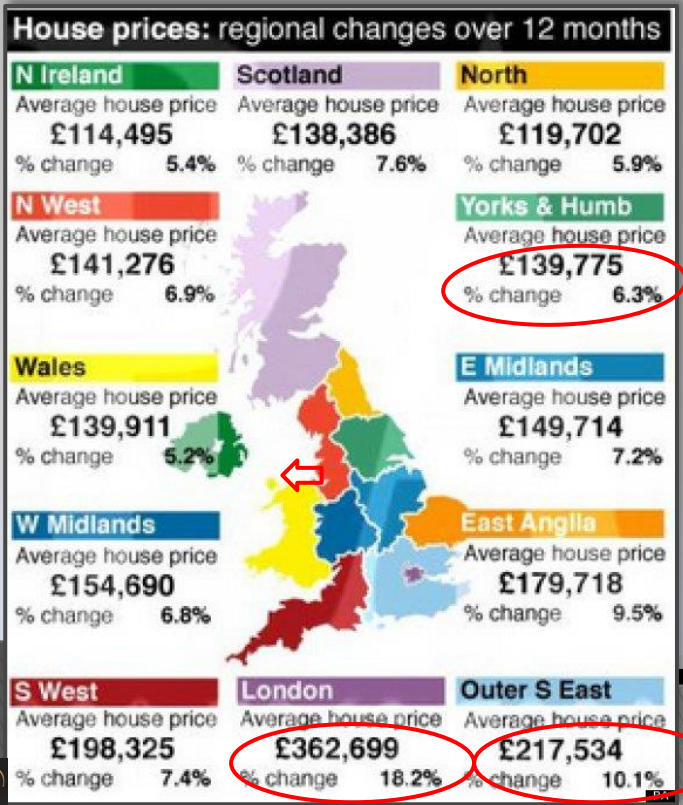 House prices: regional changes over 12 months
N Ireland
Average house price
£114,495
% change 5.4%
Scotland
Average house price
£138,386
% change 7.6%
North
Average house price
£119,702
% change 5.9%
N West
Average house price
£141,276
% change 6.9%
Yorks & Humb
Average house price
£139,775
% change 6.3%
Wales
Average house price
£139,911
% change 5.2%
E Midlands
Average house price
£149,714
% change 7.2%
W Midlands
Average house price
£154,690
% change 6.8%
East Anglia
Average house price
£179,718
% change 9.5%
S West
Average house price
£198,325
% change 7.4%
London
Average house price
£362,699
% change 18.2%
Outer S East
Average house price
£217,534
% change 10.1%